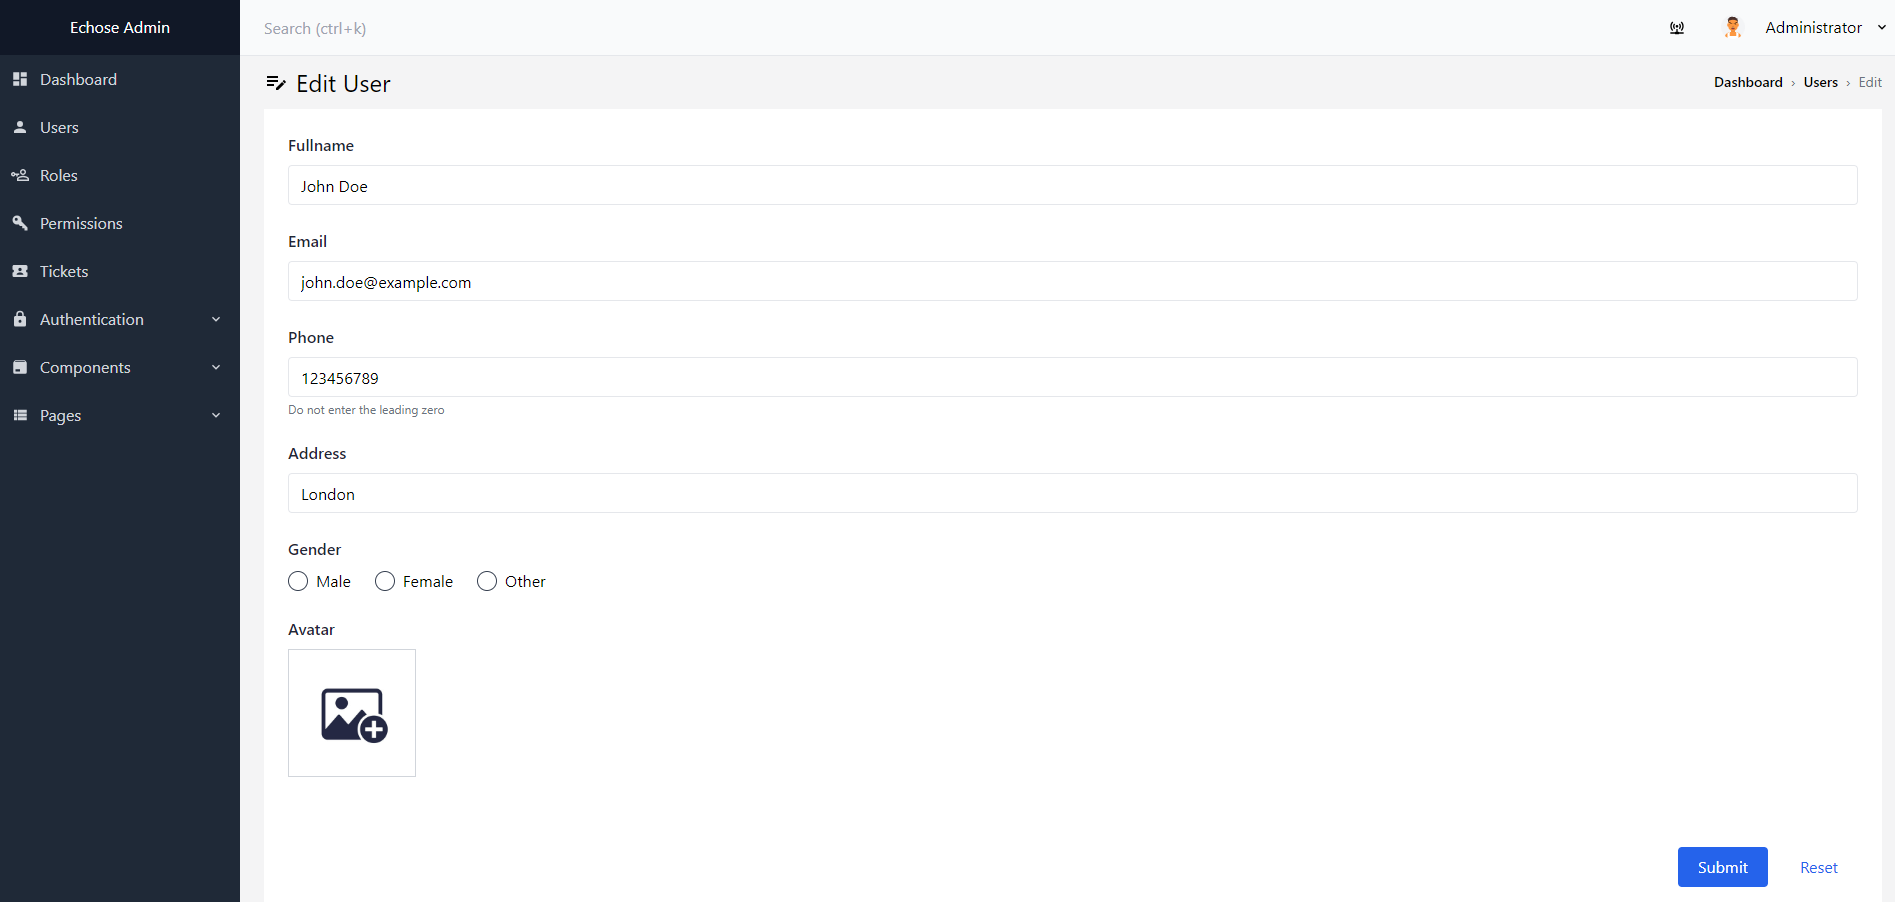 Echose Admin
Search (ctrl+k)
Administrator
Dashboard
Users
Roles
Permissions
Tickets
Authentication
Components
Pages
Edit User
Dashboard › Users › Edit
Fullname
John Doe
Email
john.doe@example.com
Phone
123456789
Do not enter the leading zero
Address
London
Gender
Male Female Other
Avatar
Submit Reset